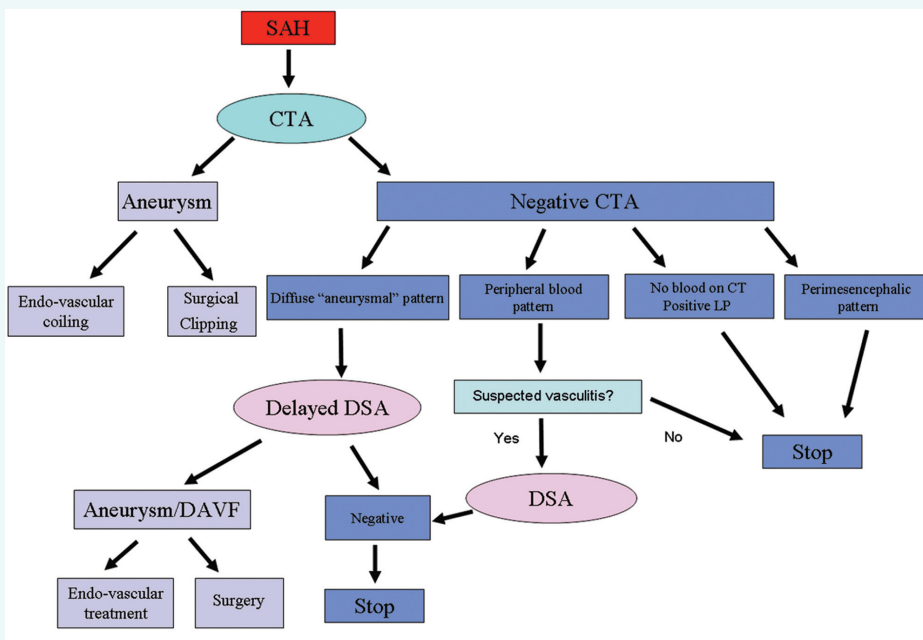 SAH
CTA
Aneurysm
Negative CTA
Endo-vascular
coiling
Surgical
Clipping
Diffuse “aneurysmal” pattern
Peripheral blood
pattern
No blood on CT
Positive LP
Perimesencephalic
pattern
Delayed DSA
Suspected vasculitis?
Yes
No
Stop
Aneurysm/DAVF
Negative
DSA
Endo-vascular
treatment
Surgery
Stop